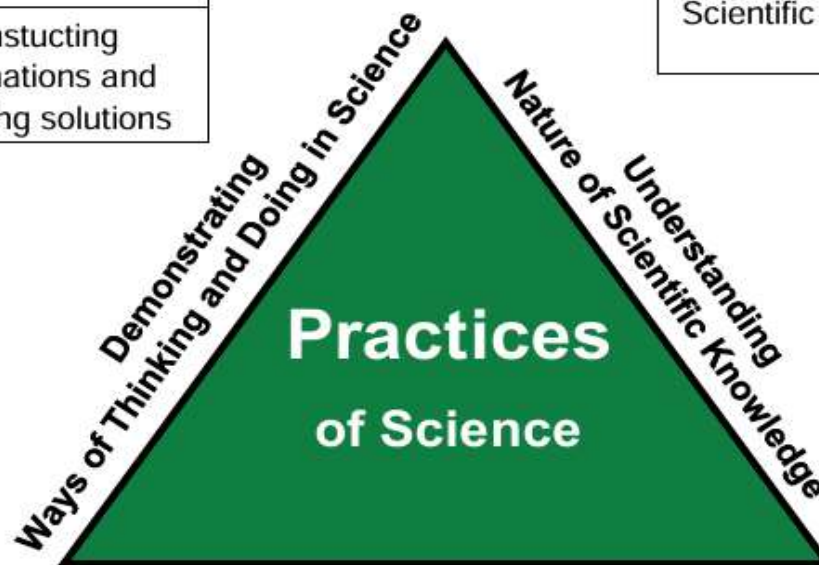 nstucting
nations and
ng solutions
Scientific
Demonstrating
Ways of Thinking and Doing in Science
Understanding
Nature of Scientific Knowledge
Practices
of Science